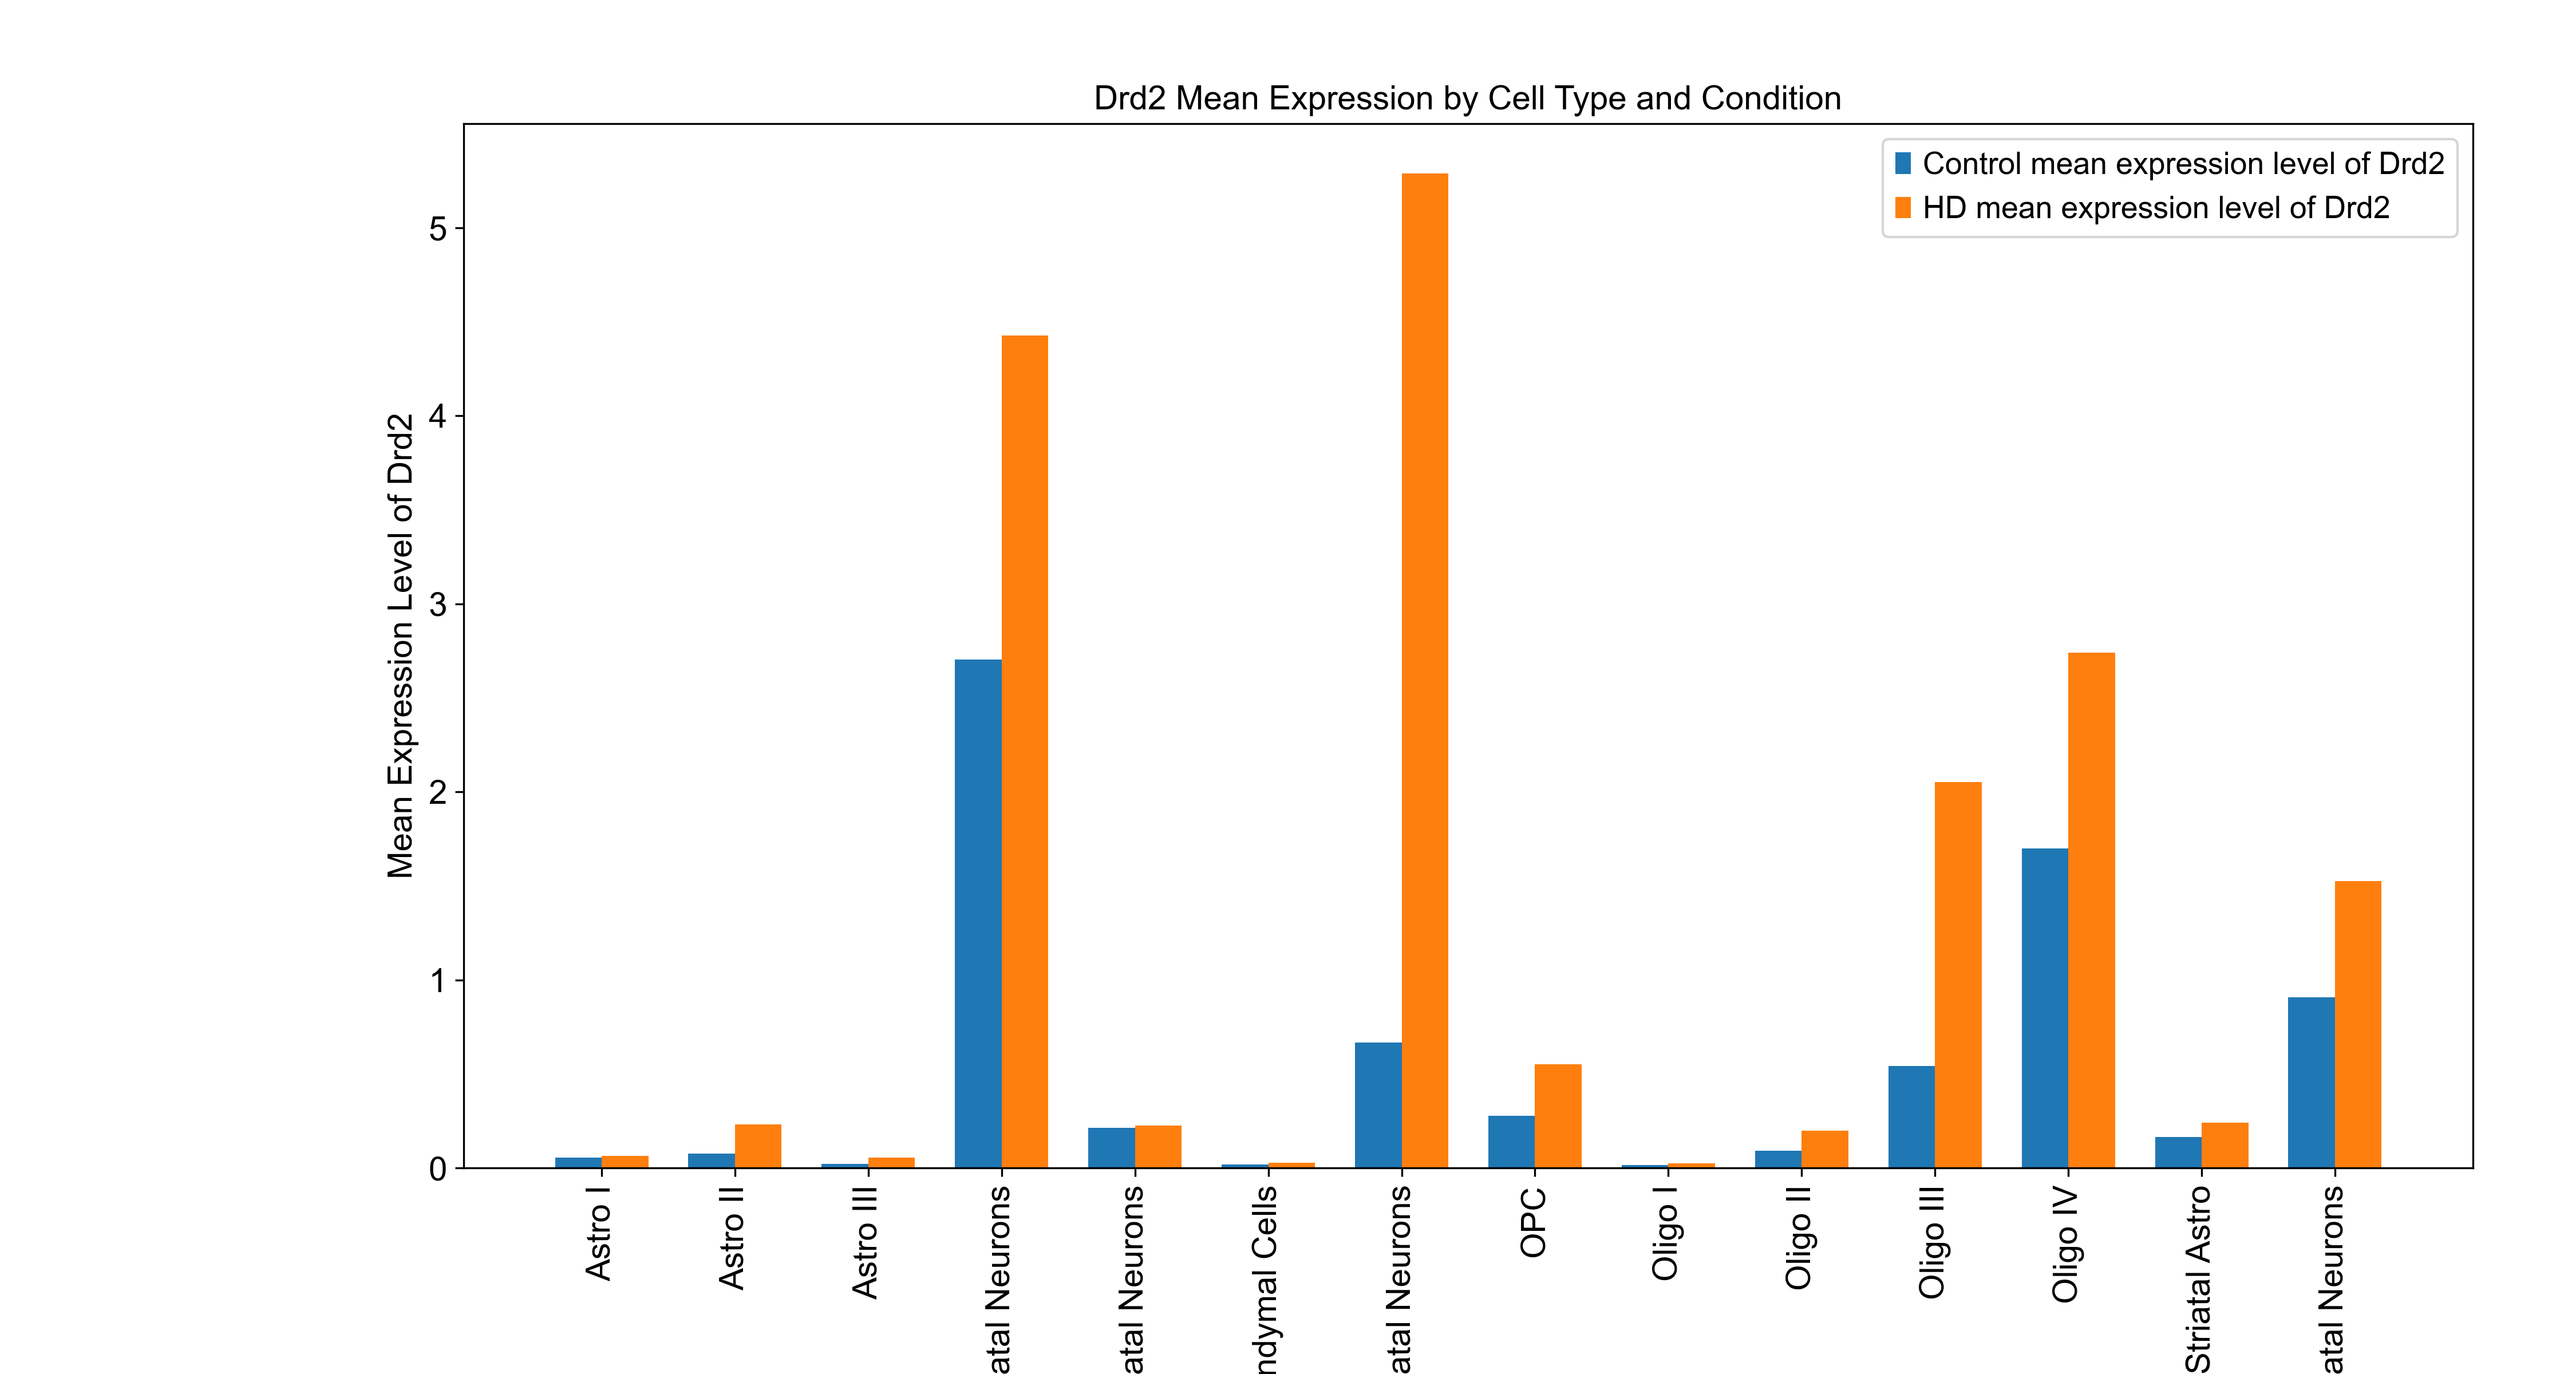 Drd2 Mean Expression by Cell Type and Condition
Control mean expression level of Drd2
HD mean expression level of Drd2
Mean Expression Level of Drd2
5
4
3
2
1
0
Astro I
Astro II
Astro III
atal Neurons
atal Neurons
ndymal Cells
atal Neurons
OPC
Oligo I
Oligo II
Oligo III
Oligo IV
Striatal Astro
atal Neurons